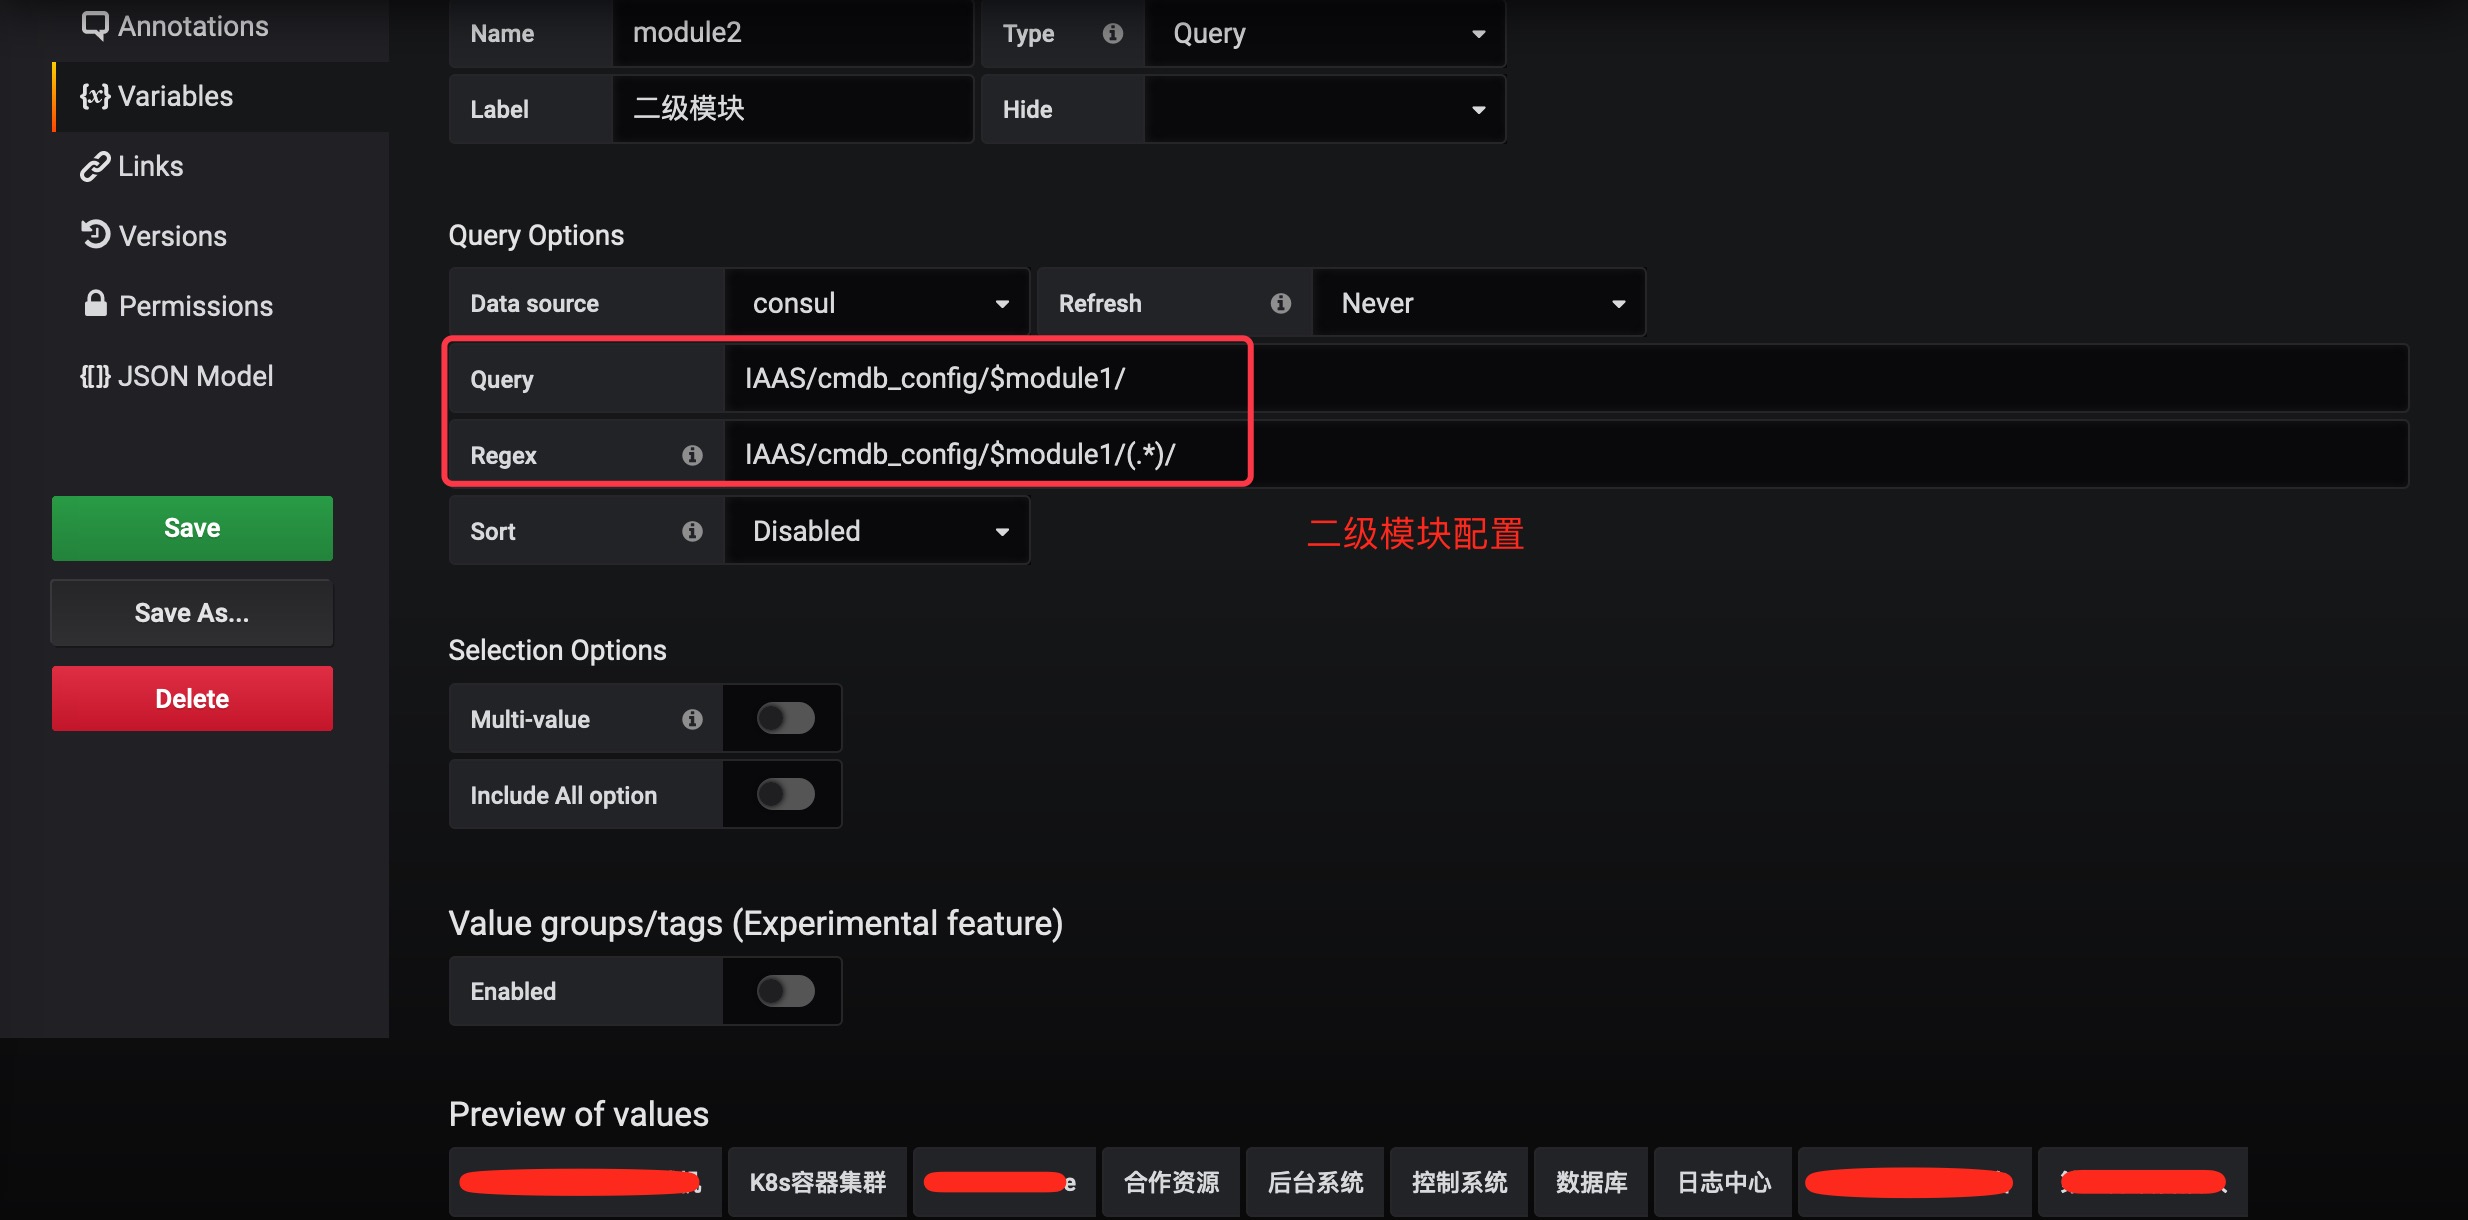 Annotations
Variables
Links
Versions
Permissions
JSON Model
Save
Save As...
Delete
Name module2 Type Query
Label 二级模块 Hide
Query Options
Data source consul Refresh Never
Query IAAS/cmdb_config/$module1/
Regex IAAS/cmdb_config/$module1/(.*)/
Sort Disabled
二级模块配置
Selection Options
Multi-value
Include All option
Value groups/tags (Experimental feature)
Enabled
Preview of values
K8s容器集群 e 合作资源 后台系统 控制系统 数据库 日志中心